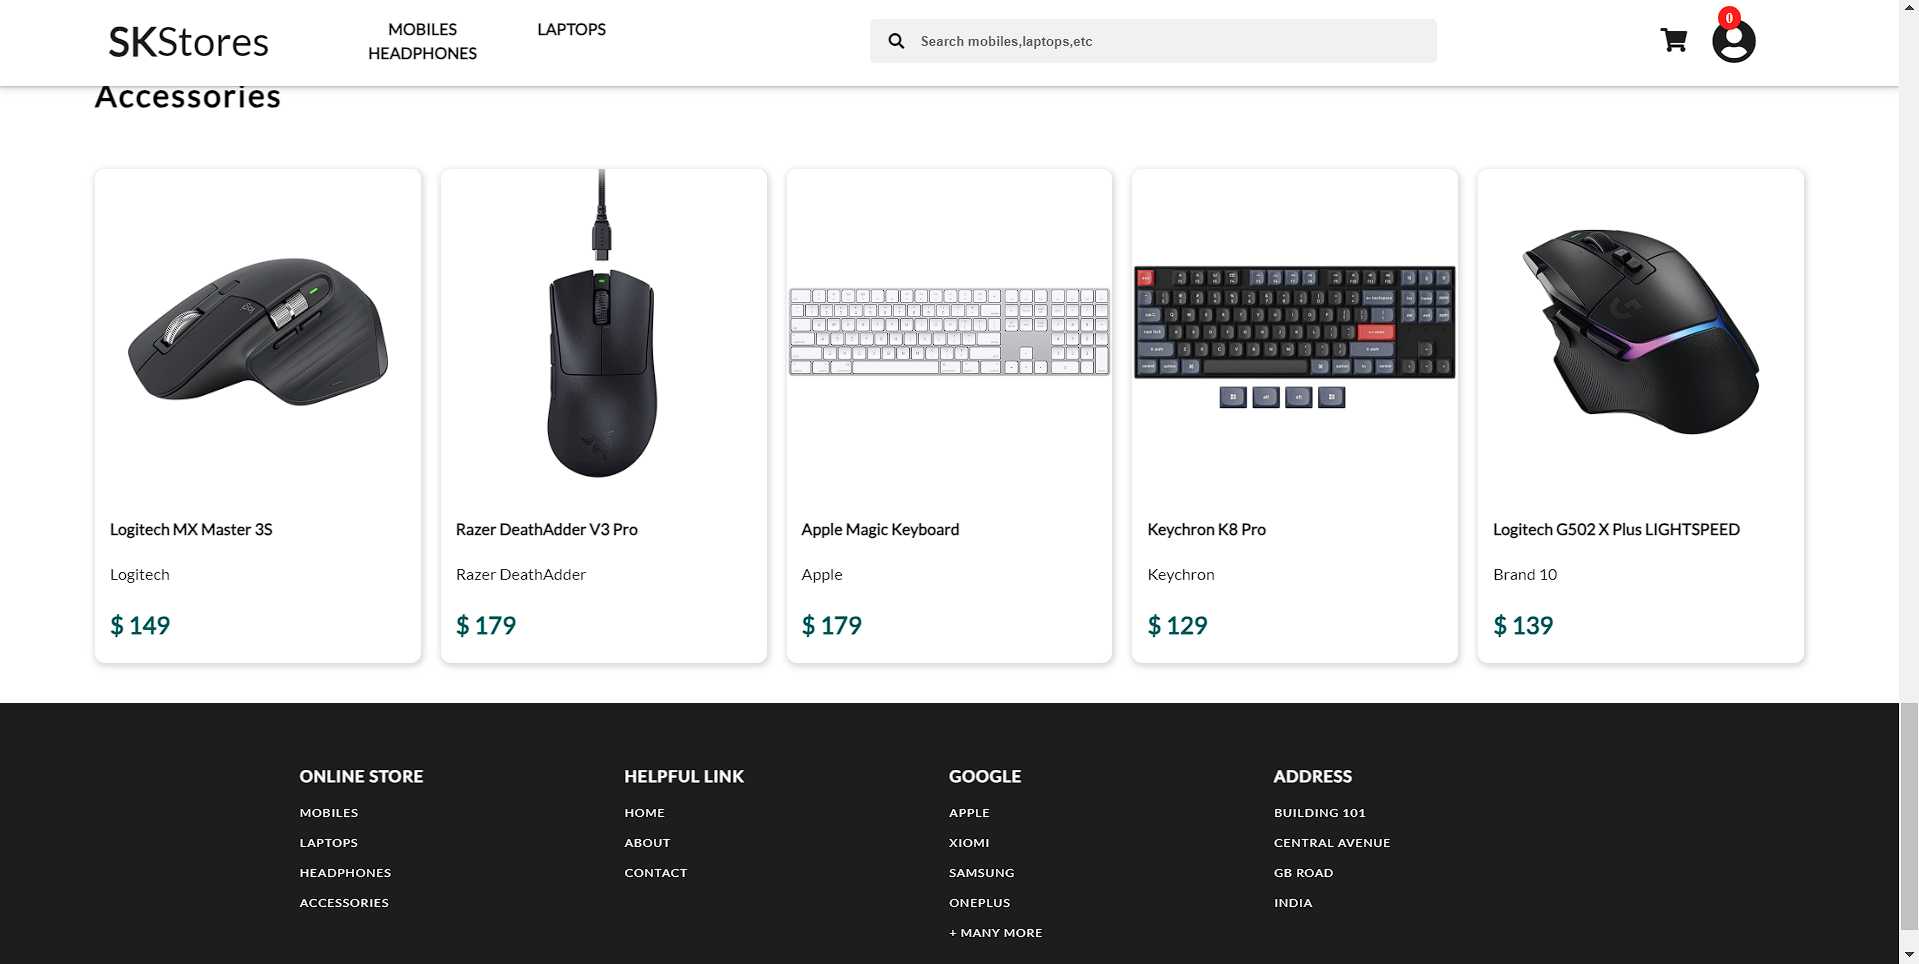 SKStores
MOBILES
LAPTOPS
HEADPHONES
Search mobiles,laptops,etc
0
Accessories
Logitech MX Master 3S
Logitech
$ 149
Razer DeathAdder V3 Pro
Razer DeathAdder
$ 179
Apple Magic Keyboard
Apple
$ 179
Keychron K8 Pro
Keychron
$ 129
Logitech G502 X Plus LIGHTSPEED
Brand 10
$ 139
ONLINE STORE
MOBILES
LAPTOPS
HEADPHONES
ACCESSORIES
HELPFUL LINK
HOME
ABOUT
CONTACT
GOOGLE
APPLE
XIOMI
SAMSUNG
ONEPLUS
+ MANY MORE
ADDRESS
BUILDING 101
CENTRAL AVENUE
GB ROAD
INDIA